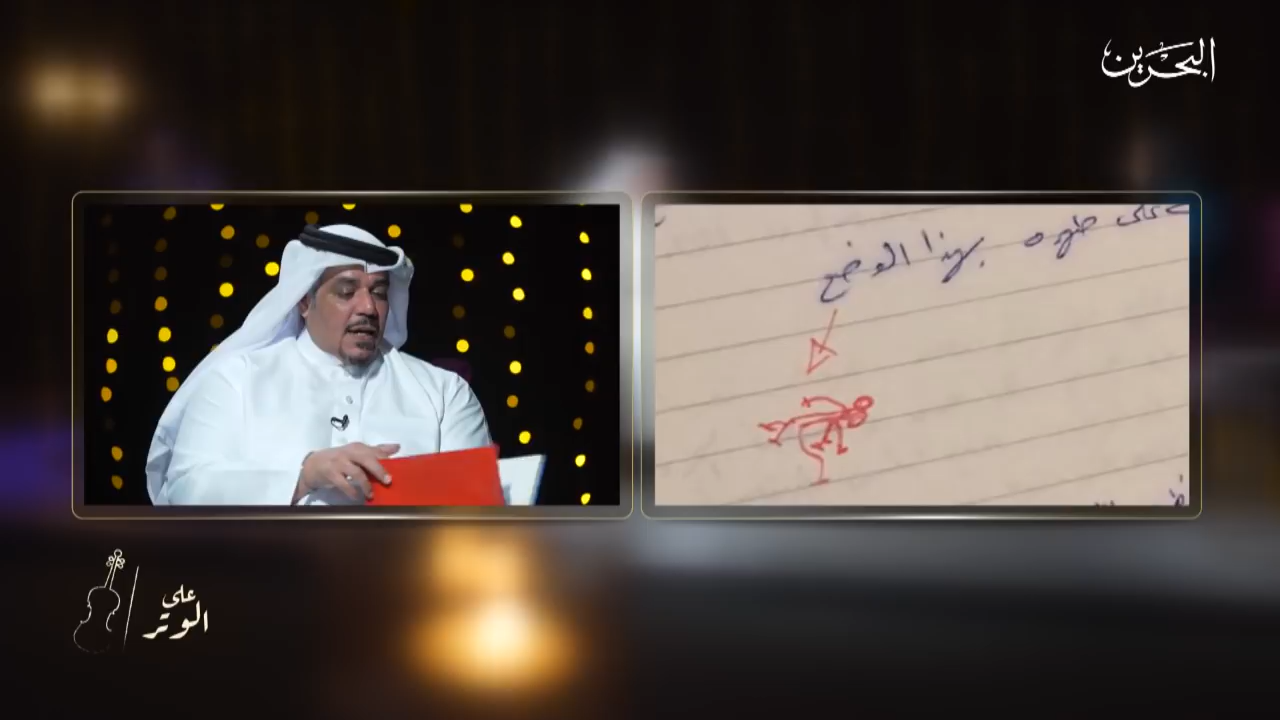 البحرين
على ظهره بهذا الوضع
على
الوتر